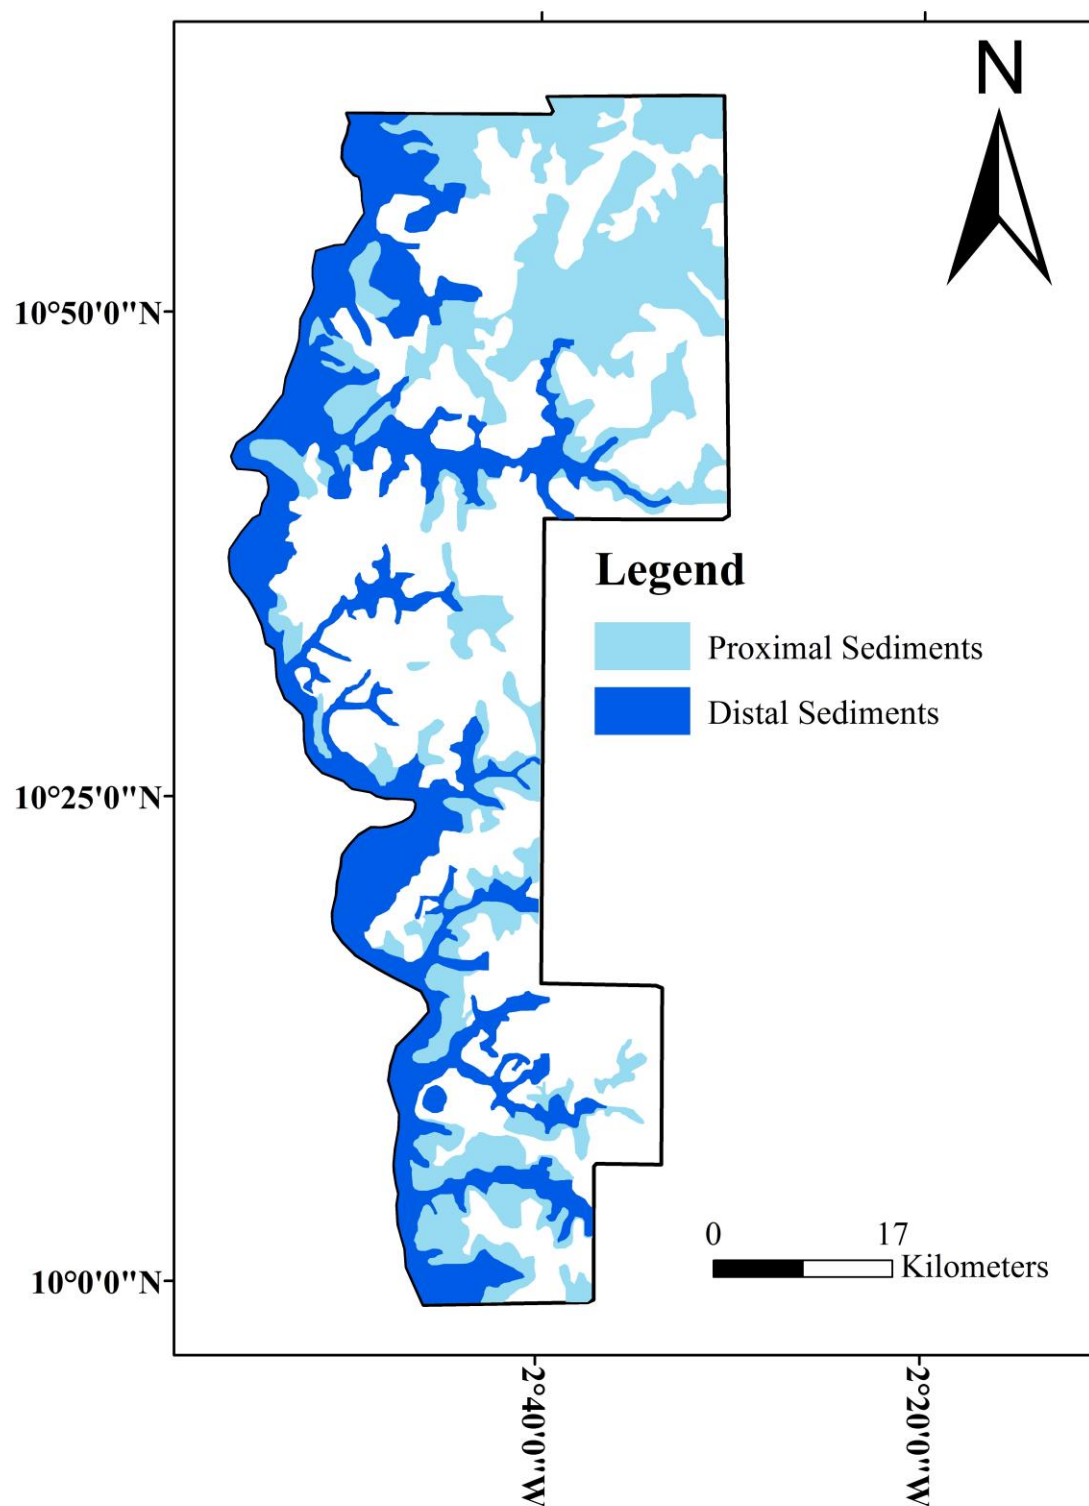 N
10°50'0"N
Legend
Proximal Sediments
Distal Sediments
10°25'0"N
0 17
Kilometers
10°0'0"N
2°40'0"W
2°20'0"W